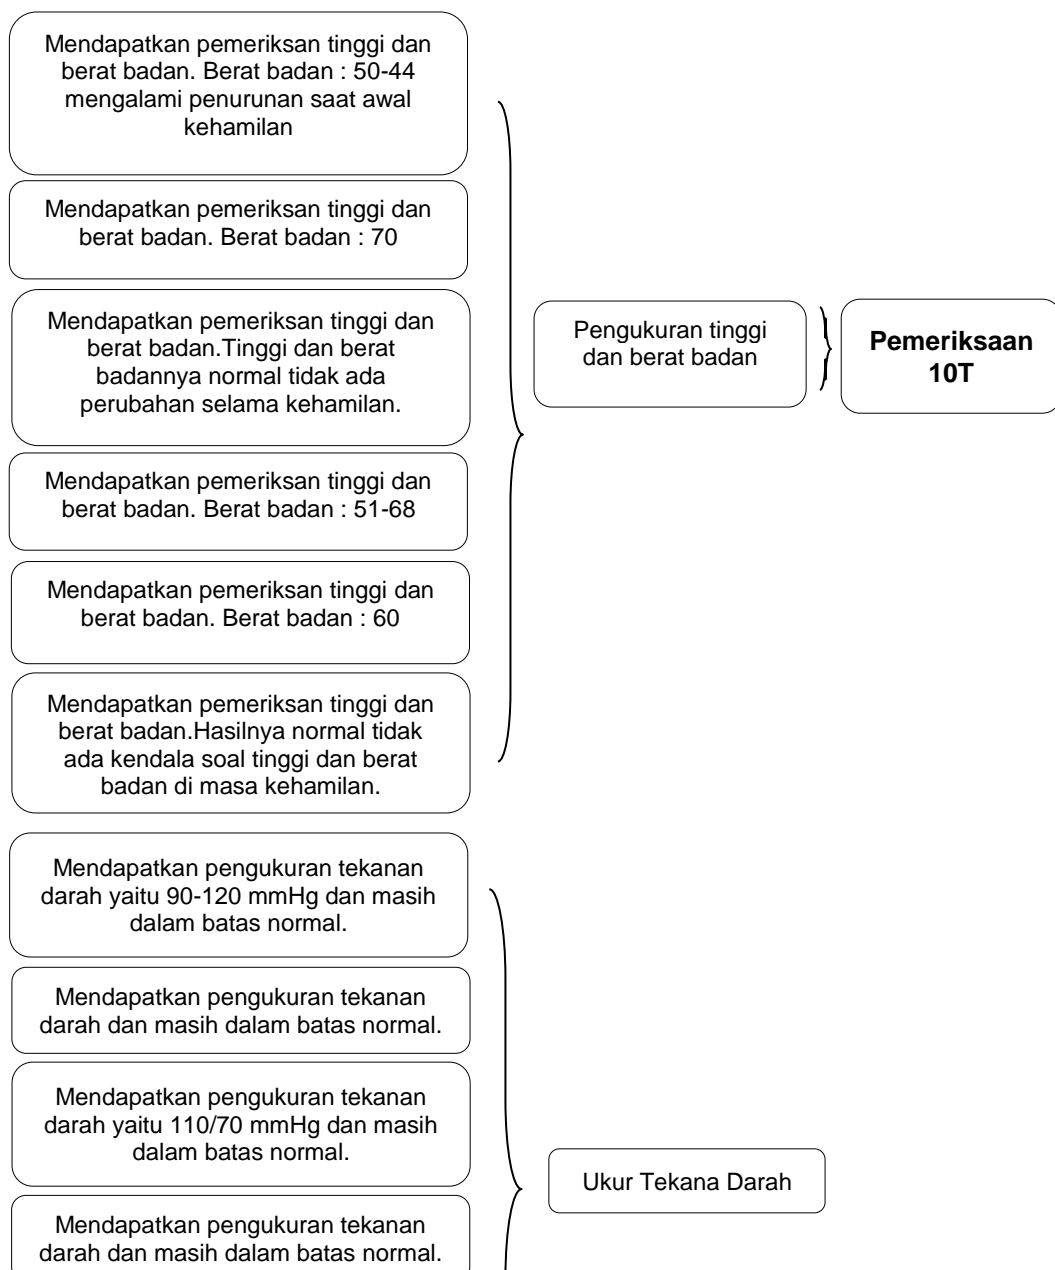 Mendapatkan pemeriksan tinggi dan
berat badan. Berat badan : 50-44
mengalami penurunan saat awal
kehamilan
Mendapatkan pemeriksan tinggi dan
berat badan. Berat badan : 70
Mendapatkan pemeriksan tinggi dan
berat badan.Tinggi dan berat
badannya normal tidak ada
perubahan selama kehamilan.
Mendapatkan pemeriksan tinggi dan
berat badan. Berat badan : 51-68
Mendapatkan pemeriksan tinggi dan
berat badan. Berat badan : 60
Mendapatkan pemeriksan tinggi dan
berat badan.Hasilnya normal tidak
ada kendala soal tinggi dan berat
badan di masa kehamilan.
Pengukuran tinggi
dan berat badan
Pemeriksaan
10T
Mendapatkan pengukuran tekanan
darah yaitu 90-120 mmHg dan masih
dalam batas normal.
Mendapatkan pengukuran tekanan
darah dan masih dalam batas normal.
Mendapatkan pengukuran tekanan
darah yaitu 110/70 mmHg dan masih
dalam batas normal.
Mendapatkan pengukuran tekanan
darah dan masih dalam batas normal.
Ukur Tekana Darah